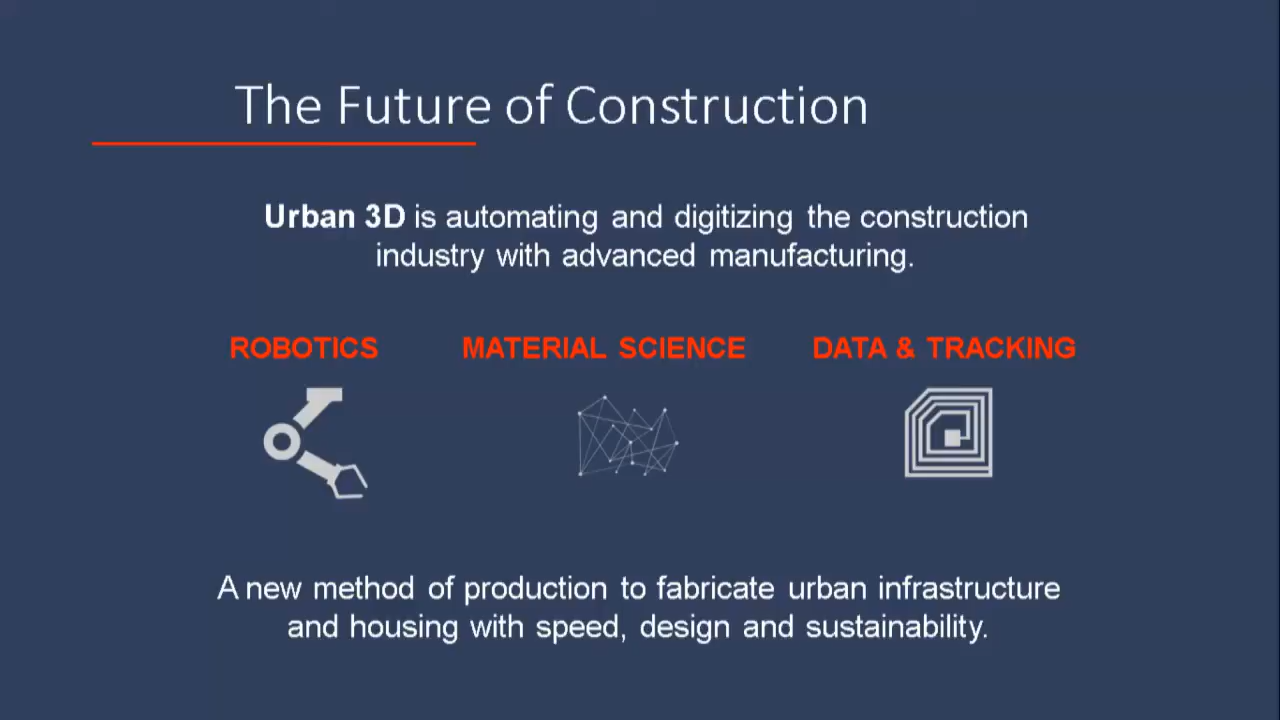 The Future of Construction
Urban 3D is automating and digitizing the construction
industry with advanced manufacturing.
ROBOTICS
MATERIAL SCIENCE
DATA & TRACKING
A new method of production to fabricate urban infrastructure
and housing with speed, design and sustainability.